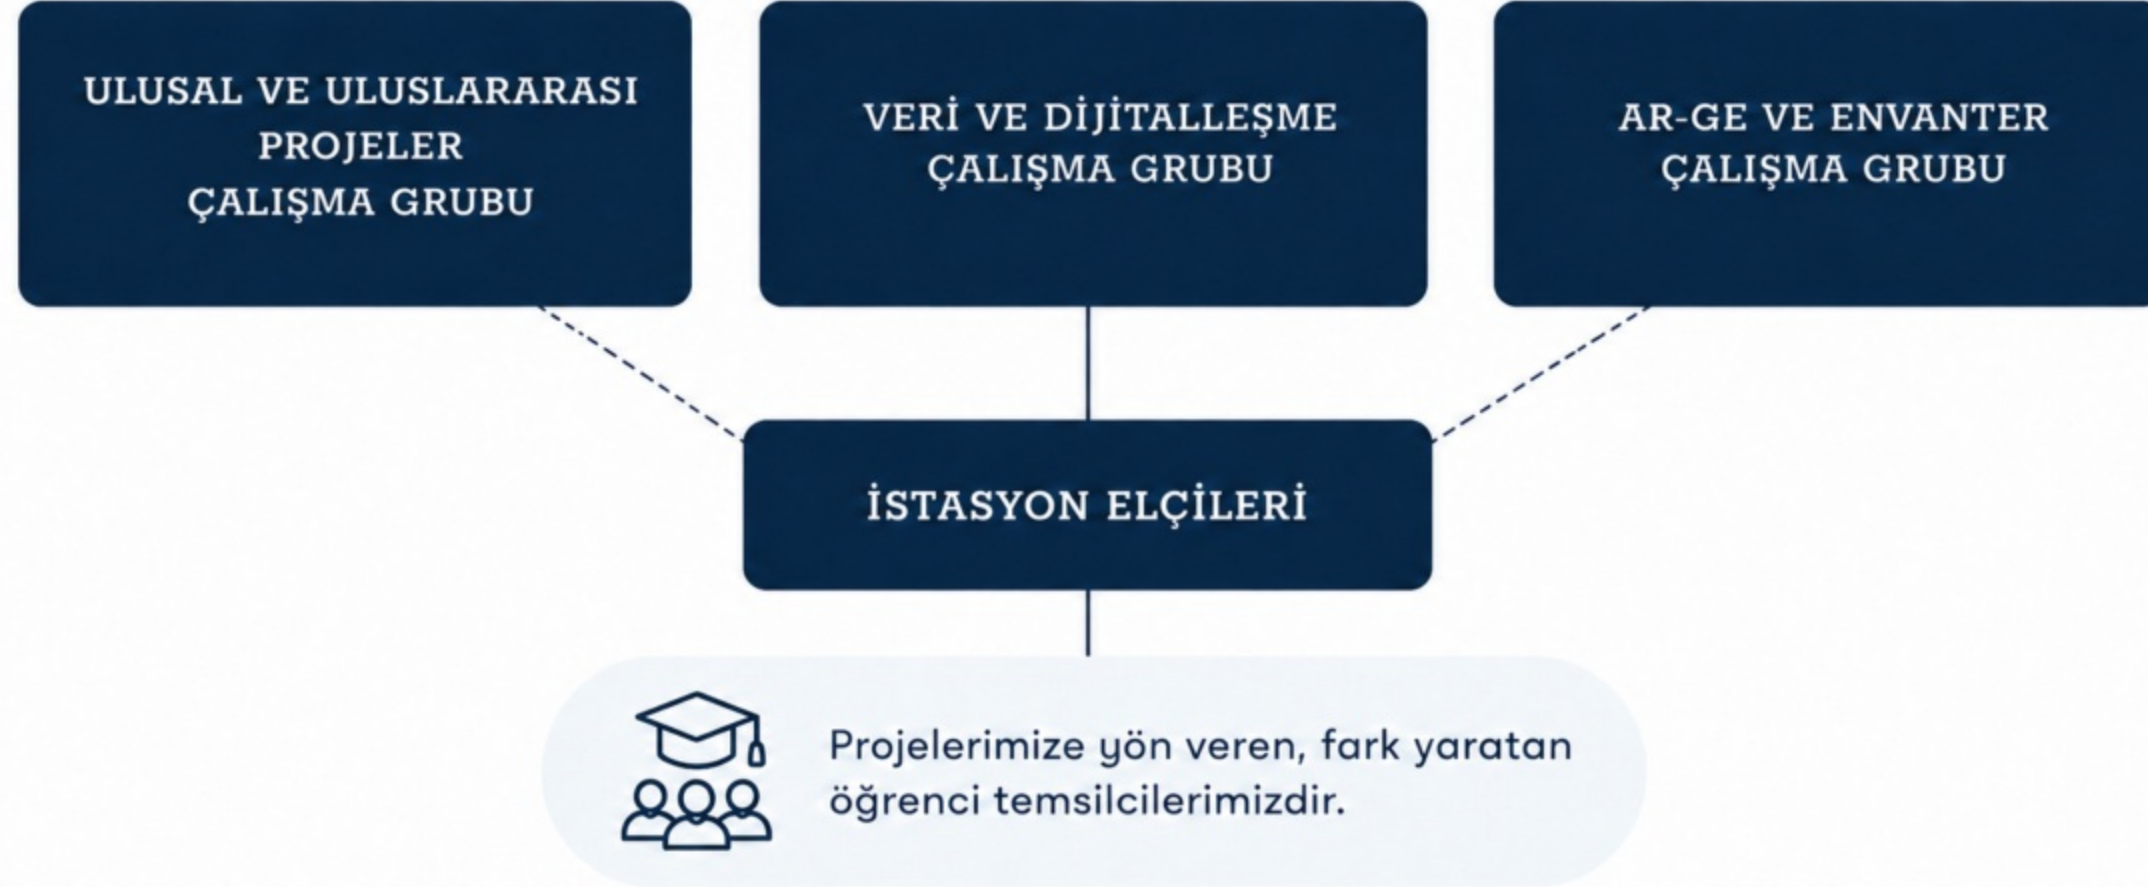 ULUSAL VE ULUSLARARASI
PROJELER
ÇALIŞMA GRUBU
VERİ VE DİJİTALLEŞME
ÇALIŞMA GRUBU
AR-GE VE ENVANTER
ÇALIŞMA GRUBU
İSTASYON ELÇİLERİ
Projelerimize yön veren, fark yaratan
öğrenci temsilcilerimizdir.